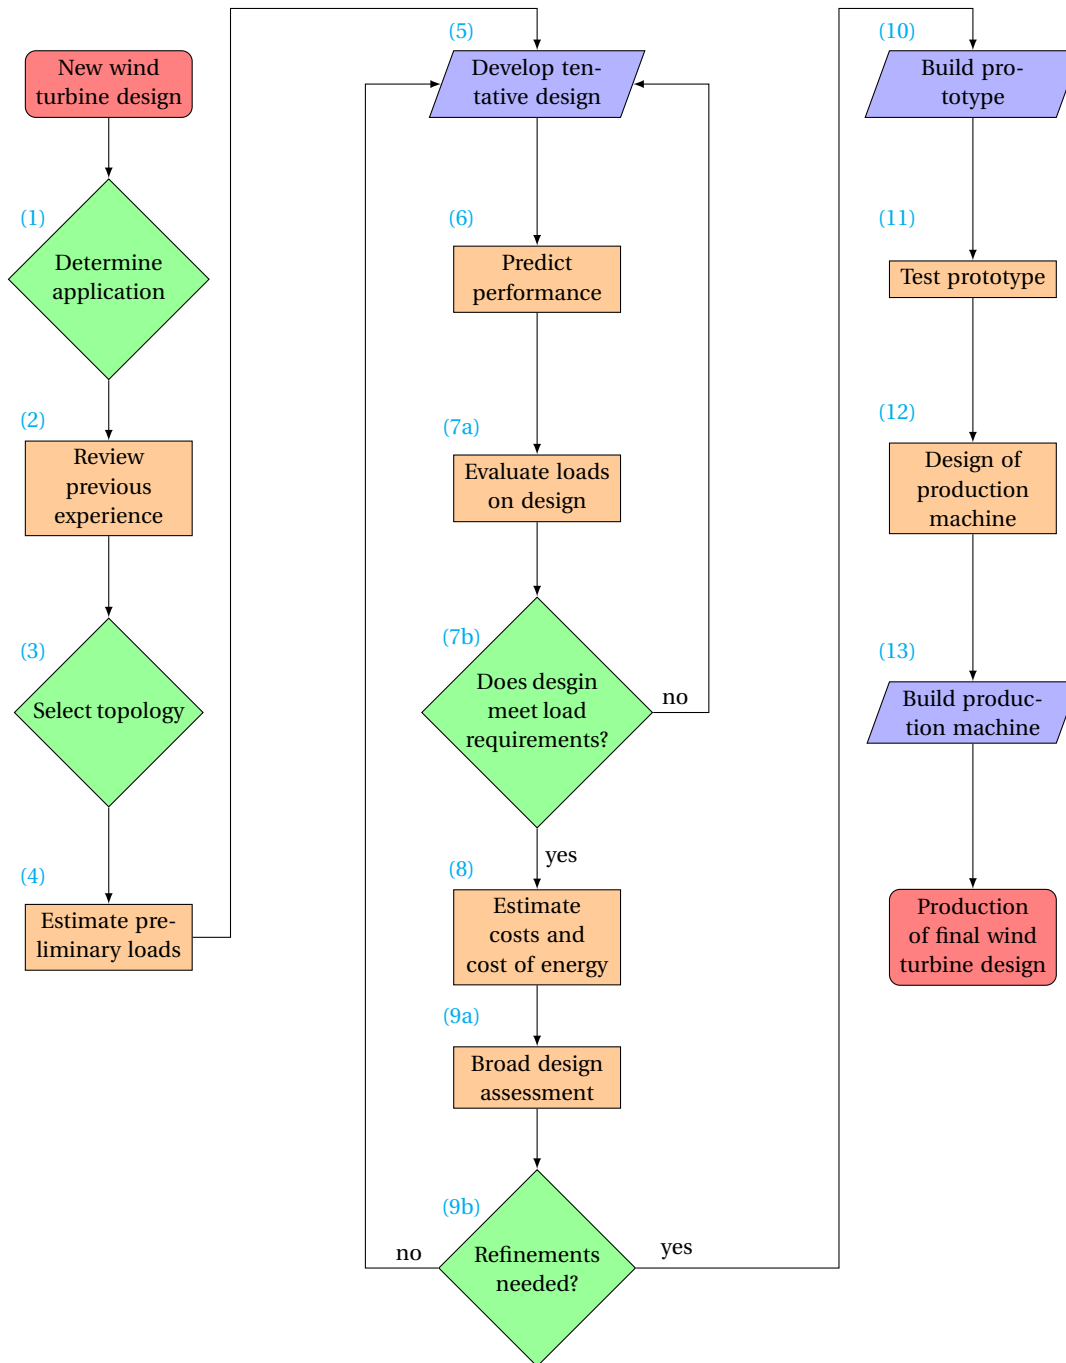 New wind
turbine design
(1)
Determine
application
(2)
Review
previous
experience
(3)
Select topology
(4)
Estimate pre-
liminary loads
(5)
Develop ten-
tative design
(6)
Predict
performance
(7a)
Evaluate loads
on design
(7b)
Does desgin
meet load
requirements?
no
yes
(8)
Estimate
costs and
cost of energy
(9a)
Broad design
assessment
(9b)
Refinements
needed?
no
yes
(10)
Build pro-
totype
(11)
Test prototype
(12)
Design of
production
machine
(13)
Build produc-
tion machine
Production
of final wind
turbine design